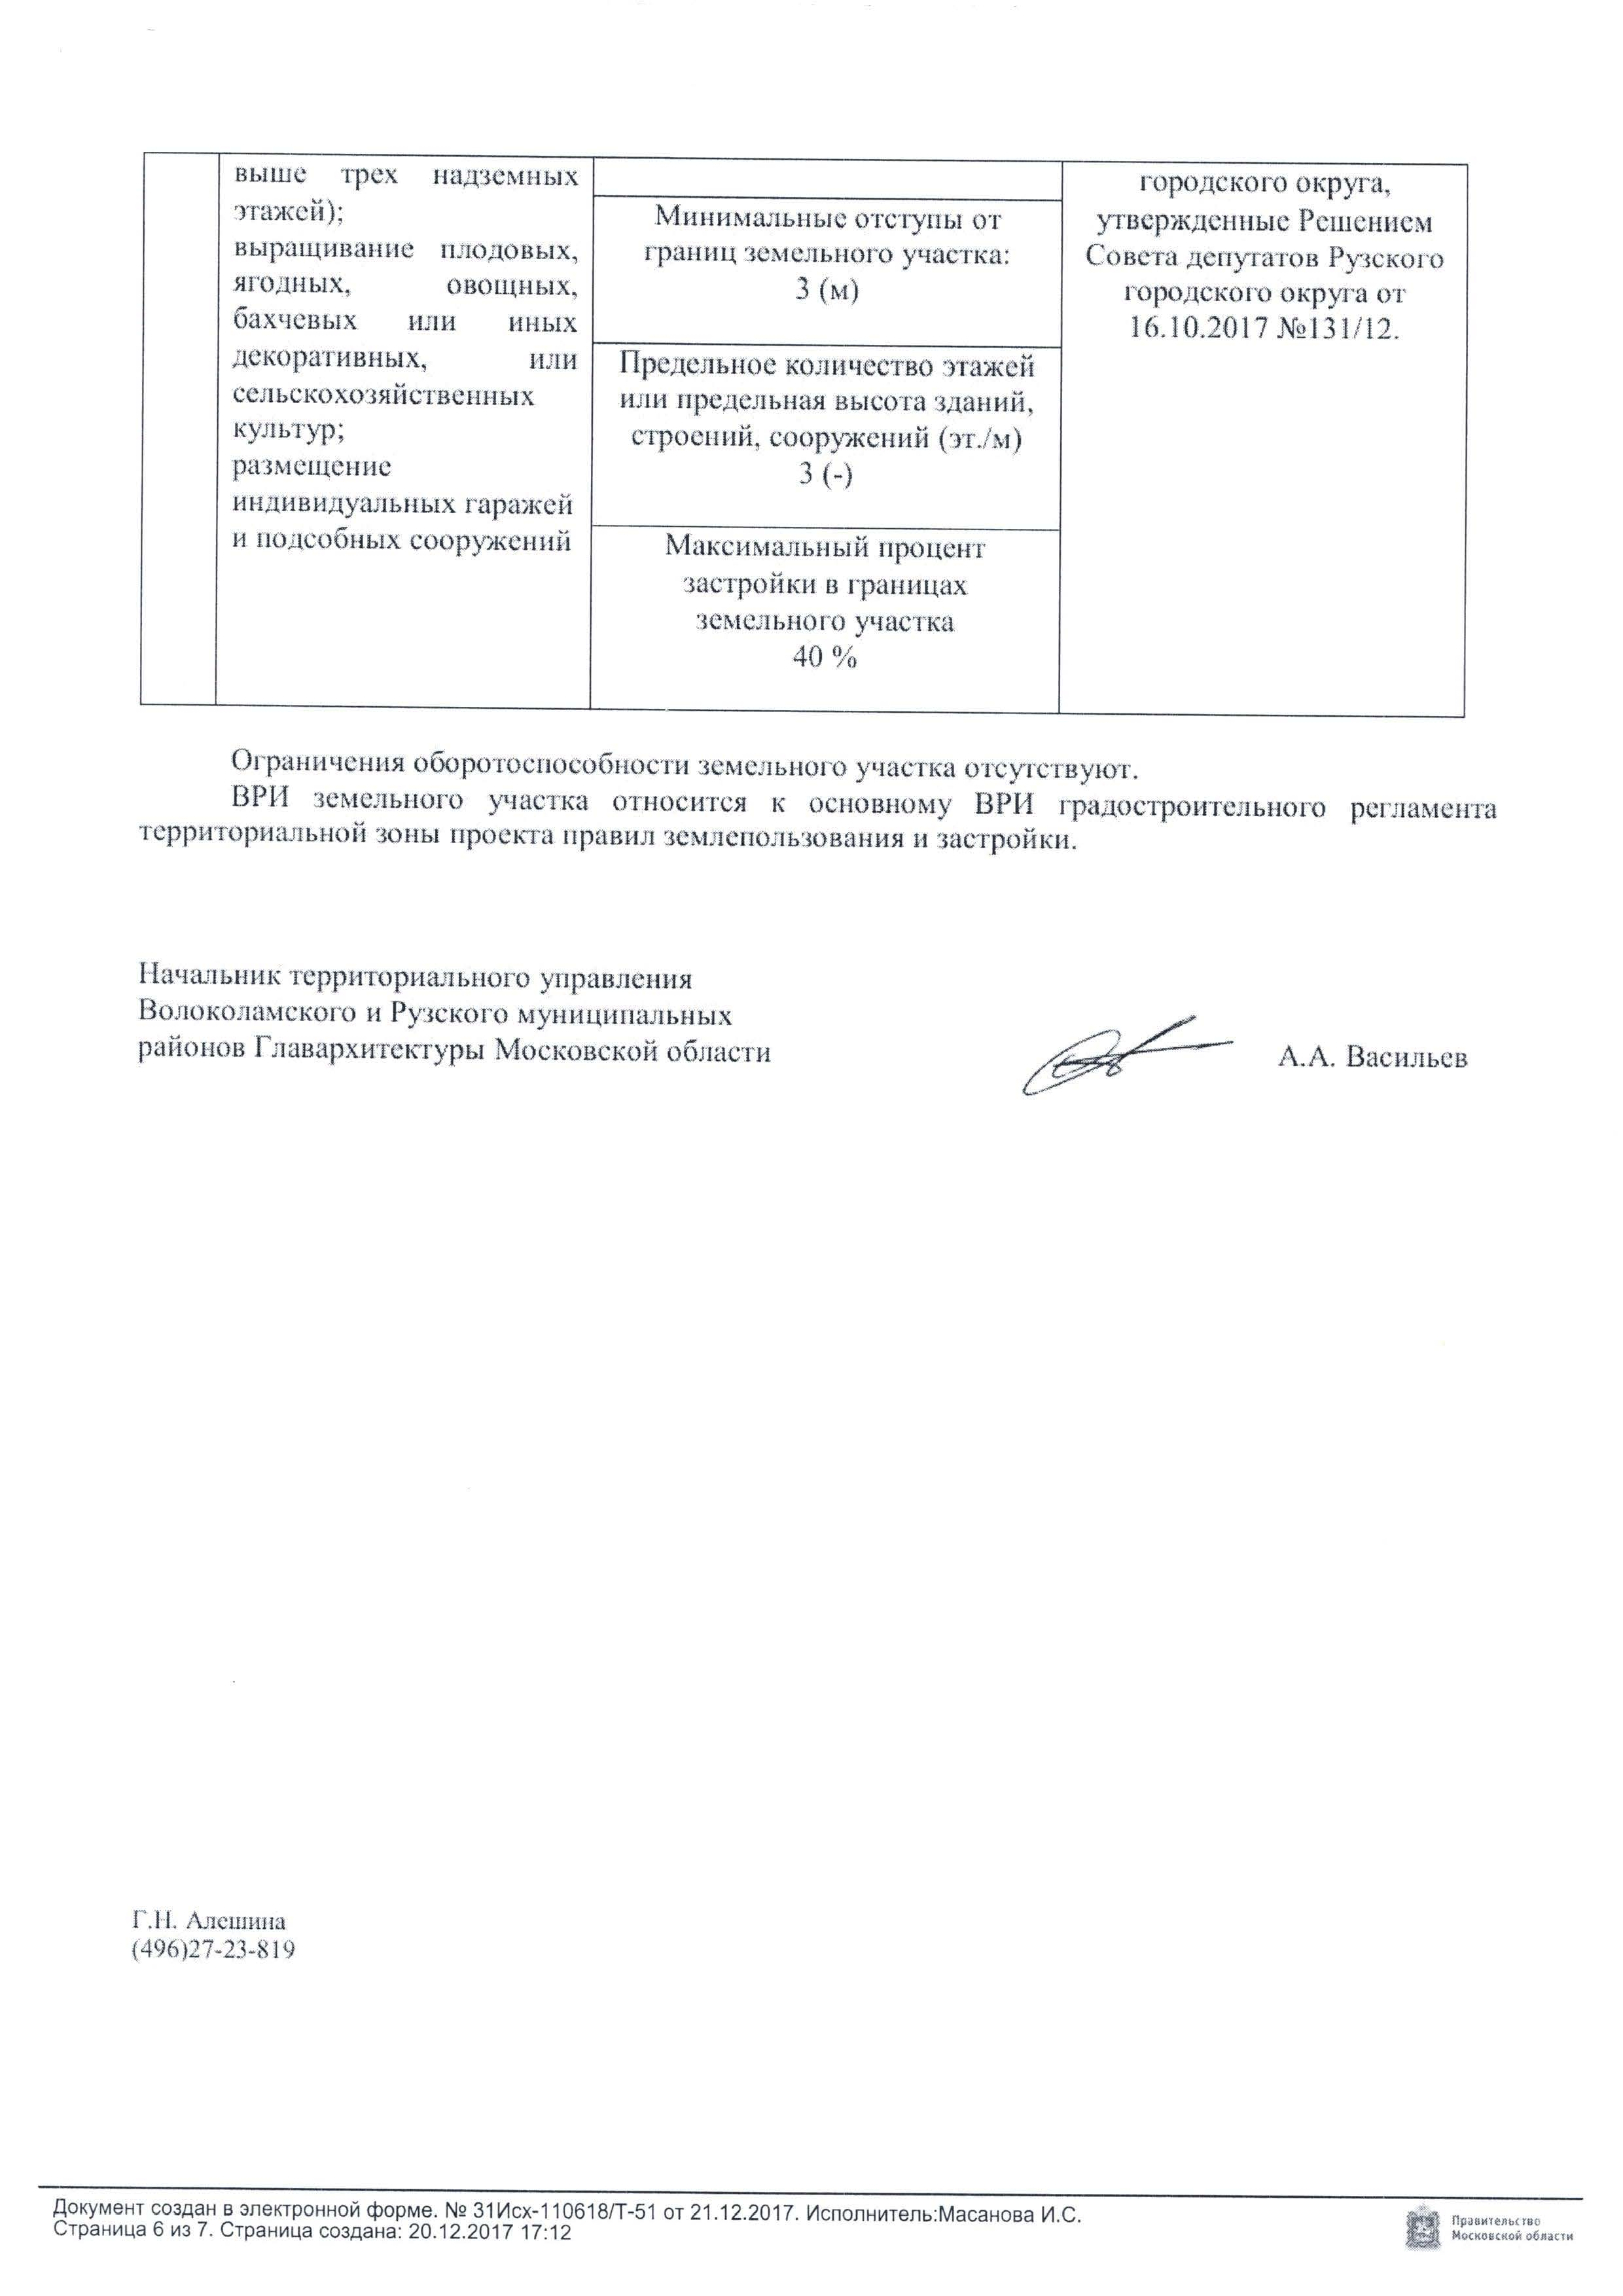 выше трех надземных
этажей);
выращивание плодовых,
ягодных, овощных,
бахчевых или иных
декоративных, или
сельскохозяйственных
культур;
размещение
индивидуальных гаражей
и подсобных сооружений
Минимальные отступы от
границ земельного участка:
3 (м)
Предельное количество этажей
или предельная высота зданий,
строений, сооружений (эт./м)
3 (-)
Максимальный процент
застройки в границах
земельного участка
40 %
городского округа,
утвержденные Решением
Совета депутатов Рузского
городского округа от
16.10.2017 №131/12.
Ограничения оборотоспособности земельного участка отсутствуют.
ВРИ земельного участка относится к основному ВРИ градостроительного регламента
территориальной зоны проекта правил землепользования и застройки.
Начальник территориального управления
Волоколамского и Рузского муниципальных
районов Главархитектуры Московской области
А.А. Васильев
Г.Н. Алешина
(496)27-23-819
Документ создан в электронной форме. № 31Исх-110618/Т-51 от 21.12.2017. Исполнитель:Масанова И.С.
Страница 6 из 7. Страница создана: 20.12.2017 17:12
Правительство
Московской области